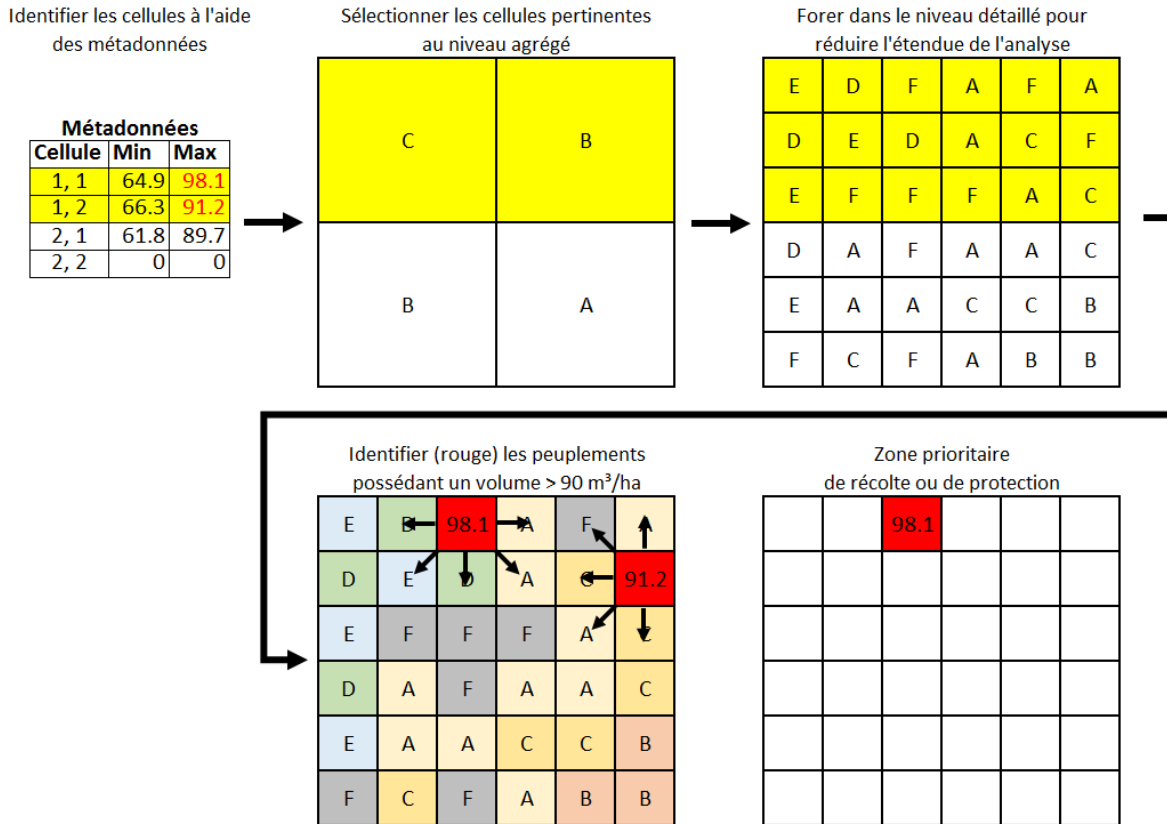 Identifier les cellules à l'aide
des métadonnées
Métadonnées
Cellule Min Max
1, 1 64.9 98.1
1, 2 66.3 91.2
2, 1 61.8 89.7
2, 2 0 0
Sélectionner les cellules pertinentes
au niveau agrégé
C B
B A
Forer dans le niveau détaillé pour
réduire l'étendue de l'analyse
E D F A F A
D E D A C F
E F F F A C
D A F A A C
E A A C C B
F C F A B B
Identifier (rouge) les peuplements
possédant un volume > 90 m³/ha
E D 98.1 A F A
D E D A C 91.2
E F F F A C
D A F A A C
E A A C C B
F C F A B B
Zone prioritaire
de récolte ou de protection
98.1